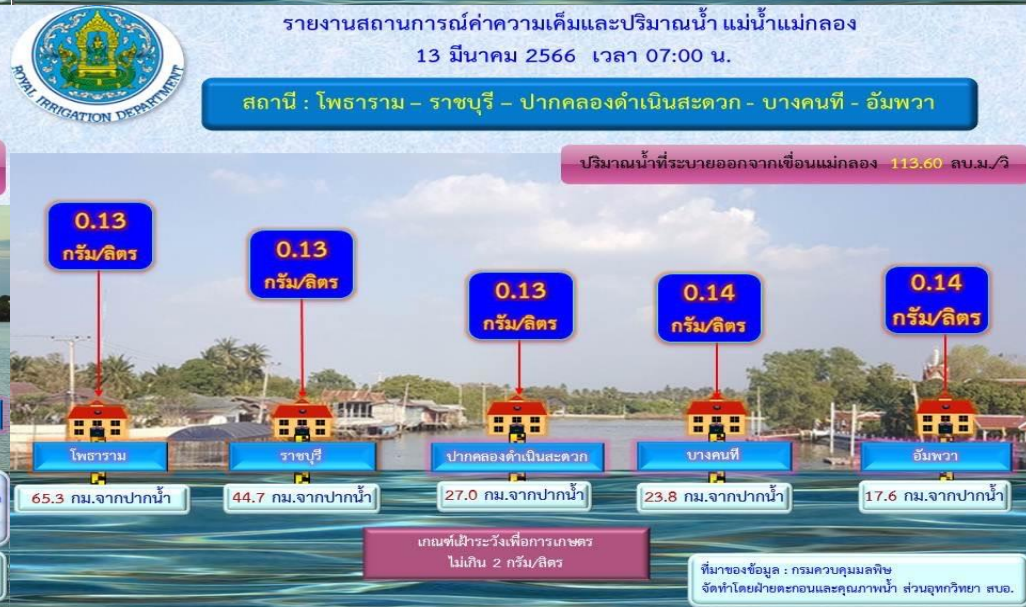 ROYAL IRRIGATION DEPARTMENT
รายงานสถานการณ์ค่าความเค็มและปริมาณน้ำ แม่น้ำแม่กลอง
13 มีนาคม 2566 เวลา 07:00 น.
สถานี : โพธาราม – ราชบุรี – ปากคลองดำเนินสะดวก - บางคนที - อัมพวา
ปริมาณน้ำที่ระบายออกจากเขื่อนแม่กลอง 113.60 ลบ.ม./วิ
0.13
กรัม/ลิตร
0.13
กรัม/ลิตร
0.13
กรัม/ลิตร
0.14
กรัม/ลิตร
0.14
กรัม/ลิตร
โพธาราม
ราชบุรี
ปากคลองดำเนินสะดวก
บางคนที
อัมพวา
65.3 กม.จากปากน้ำ
44.7 กม.จากปากน้ำ
27.0 กม.จากปากน้ำ
23.8 กม.จากปากน้ำ
17.6 กม.จากปากน้ำ
เกณฑ์เฝ้าระวังเพื่อการเกษตร
ไม่เกิน 2 กรัม/ลิตร
ที่มาของข้อมูล : กรมควบคุมมลพิษ
จัดทำโดยฝ่ายตะกอนและคุณภาพน้ำ ส่วนอุทกวิทยา สบอ.